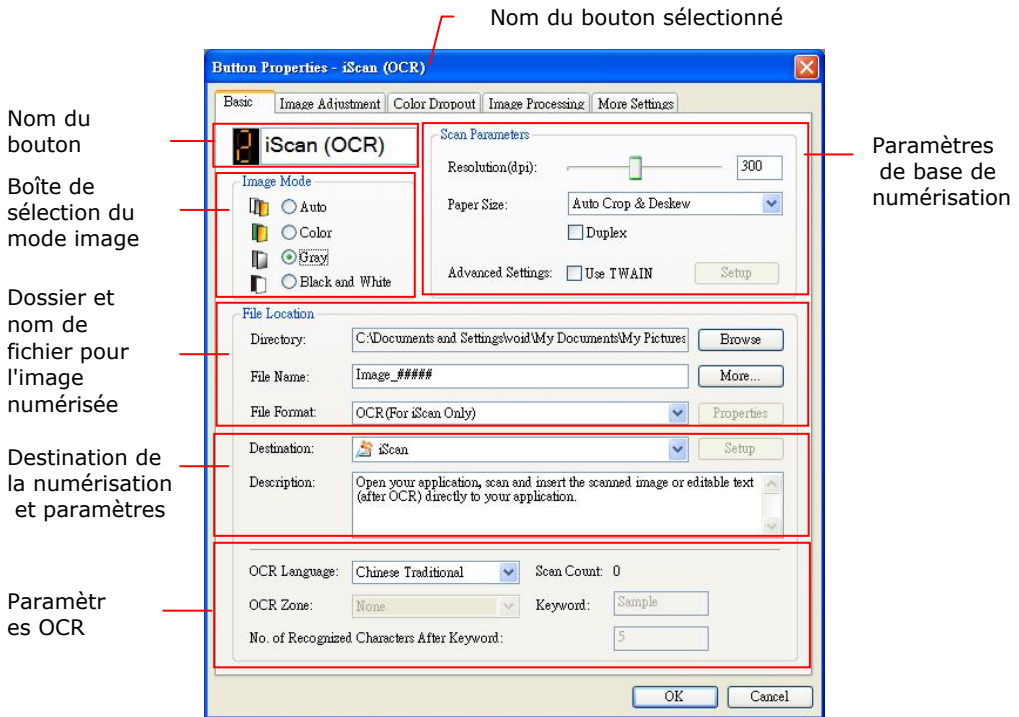 Nom du bouton sélectionné
Button Properties - iScan (OCR)
Basic Image Adjustment Color Dropout Image Processing More Settings
Nom du
bouton
2 iScan (OCR)
Boîte de
sélection du
mode image
Image Mode
Auto
Color
Gray
Black and White
Scan Parameters
Resolution(dpi): 300
Paper Size: Auto Crop & Deskew
Duplex
Advanced Settings: Use TWAIN Setup
Paramètres
de base de
numérisation
Dossier et
nom de
fichier pour
l'image
numérisée
File Location
Directory: C:\Documents and Settings\void\My Documents\My Pictures Browse
File Name: Image_##### More...
File Format: OCR(For iScan Only) Properties
Destination de
la numérisation
et paramètres
Destination: iScan Setup
Description: Open your application, scan and insert the scanned image or editable text
(after OCR) directly to your application.
Paramètr
es OCR
OCR Language: Chinese Traditional Scan Count: 0
OCR Zone: None Keyword: Sample
No. of Recognized Characters After Keyword: 5
OK Cancel